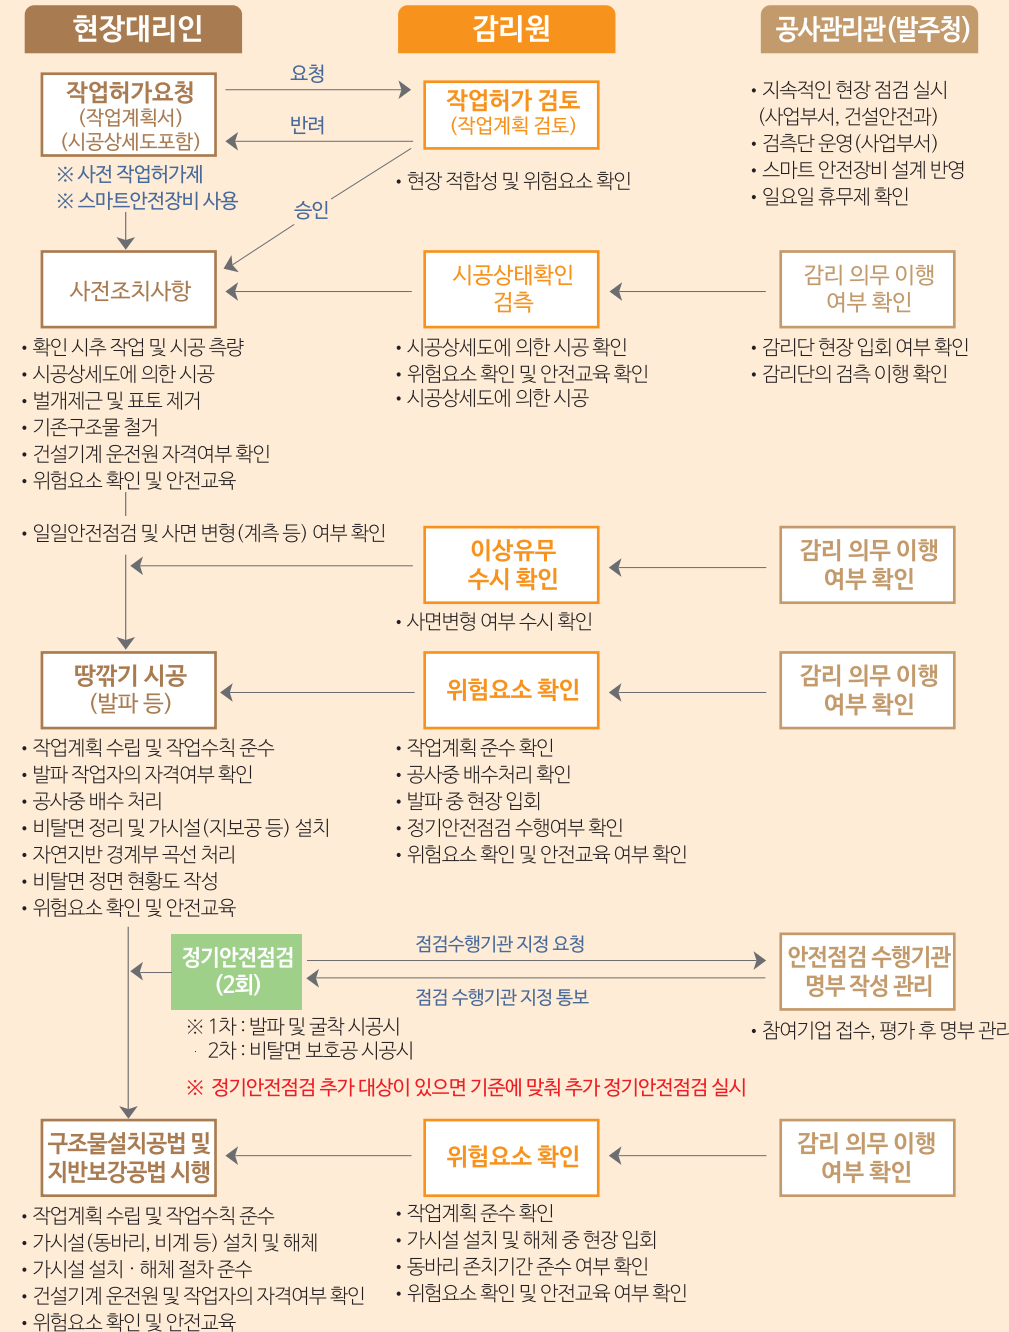 현장대리인
감리원
공사관리관(발주청)
작업허가요청
(작업계획서)
(시공상세도포함)
요청
반려
작업허가 검토
(작업계획 검토)
• 지속적인 현장 점검 실시
(사업부서, 건설안전과)
• 검측단 운영(사업부서)
• 스마트 안전장비 설계 반영
• 일요일 휴무제 확인
※ 사전 작업허가제
※ 스마트안전장비 사용
• 현장 적합성 및 위험요소 확인
승인
사전조치사항
시공상태확인
검측
감리 의무 이행
여부 확인
• 확인 시추 작업 및 시공 측량
• 시공상세도에 의한 시공
• 벌개제근 및 표토 제거
• 기존구조물 철거
• 건설기계 운전원 자격여부 확인
• 위험요소 확인 및 안전교육
• 시공상세도에 의한 시공 확인
• 위험요소 확인 및 안전교육 확인
• 시공상세도에 의한 시공
• 감리단 현장 입회 여부 확인
• 감리단의 검측 이행 확인
• 일일안전점검 및 사면 변형(계측 등) 여부 확인
이상유무
수시 확인
감리 의무 이행
여부 확인
• 사면변형 여부 수시 확인
땅깎기 시공
(발파 등)
위험요소 확인
감리 의무 이행
여부 확인
• 작업계획 수립 및 작업수칙 준수
• 발파 작업자의 자격여부 확인
• 공사중 배수 처리
• 비탈면 정리 및 가시설(지보공 등) 설치
• 자연지반 경계부 곡선 처리
• 비탈면 정면 현황도 작성
• 위험요소 확인 및 안전교육
• 작업계획 준수 확인
• 공사중 배수처리 확인
• 발파 중 현장 입회
• 정기안전점검 수행여부 확인
• 위험요소 확인 및 안전교육 여부 확인
정기안전점검
(2회)
점검수행기관 지정 요청
점검 수행기관 지정 통보
안전점검 수행기관
명부 작성 관리
※ 1차 : 발파 및 굴착 시공시
2차 : 비탈면 보호공 시공시
• 참여기업 접수, 평가 후 명부 관리
※ 정기안전점검 추가 대상이 있으면 기준에 맞춰 추가 정기안전점검 실시
구조물설치공법 및
지반보강공법 시행
위험요소 확인
감리 의무 이행
여부 확인
• 작업계획 수립 및 작업수칙 준수
• 가시설(동바리, 비계 등) 설치 및 해체
• 가시설 설치 · 해체 절차 준수
• 건설기계 운전원 및 작업자의 자격여부 확인
• 위험요소 확인 및 안전교육
• 작업계획 준수 확인
• 가시설 설치 및 해체 중 현장 입회
• 동바리 존치기간 준수 여부 확인
• 위험요소 확인 및 안전교육 여부 확인